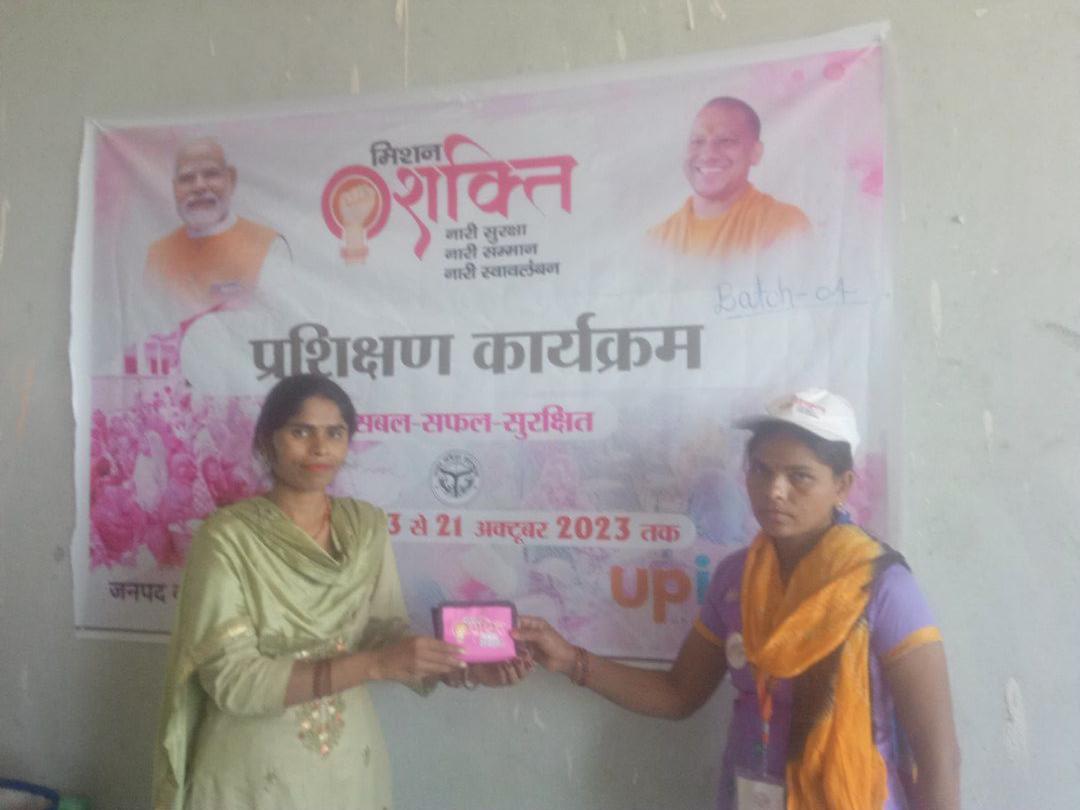 मिशन
शक्ति
नारी सुरक्षा
नारी सम्मान
नारी स्वावलंबन
Batch-04
प्रशिक्षण कार्यक्रम
सबल-सफल-सुरक्षित
से 21 अक्टूबर 2023 तक
upi
जनपद